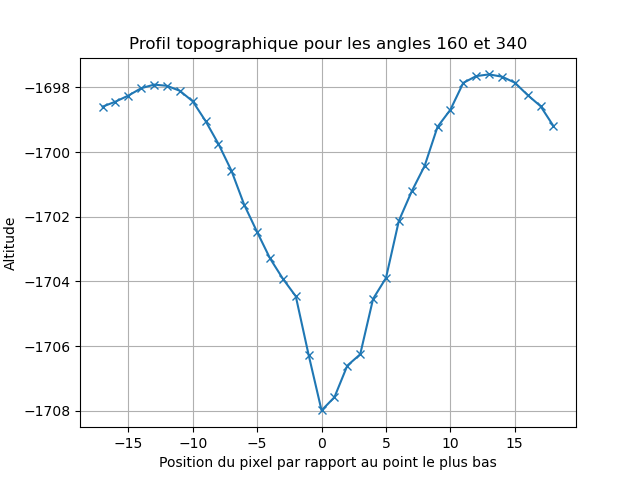 Profil topographique pour les angles 160 et 340
Altitude
−1698
−1700
−1702
−1704
−1706
−1708
−15 −10 −5 0 5 10 15
Position du pixel par rapport au point le plus bas